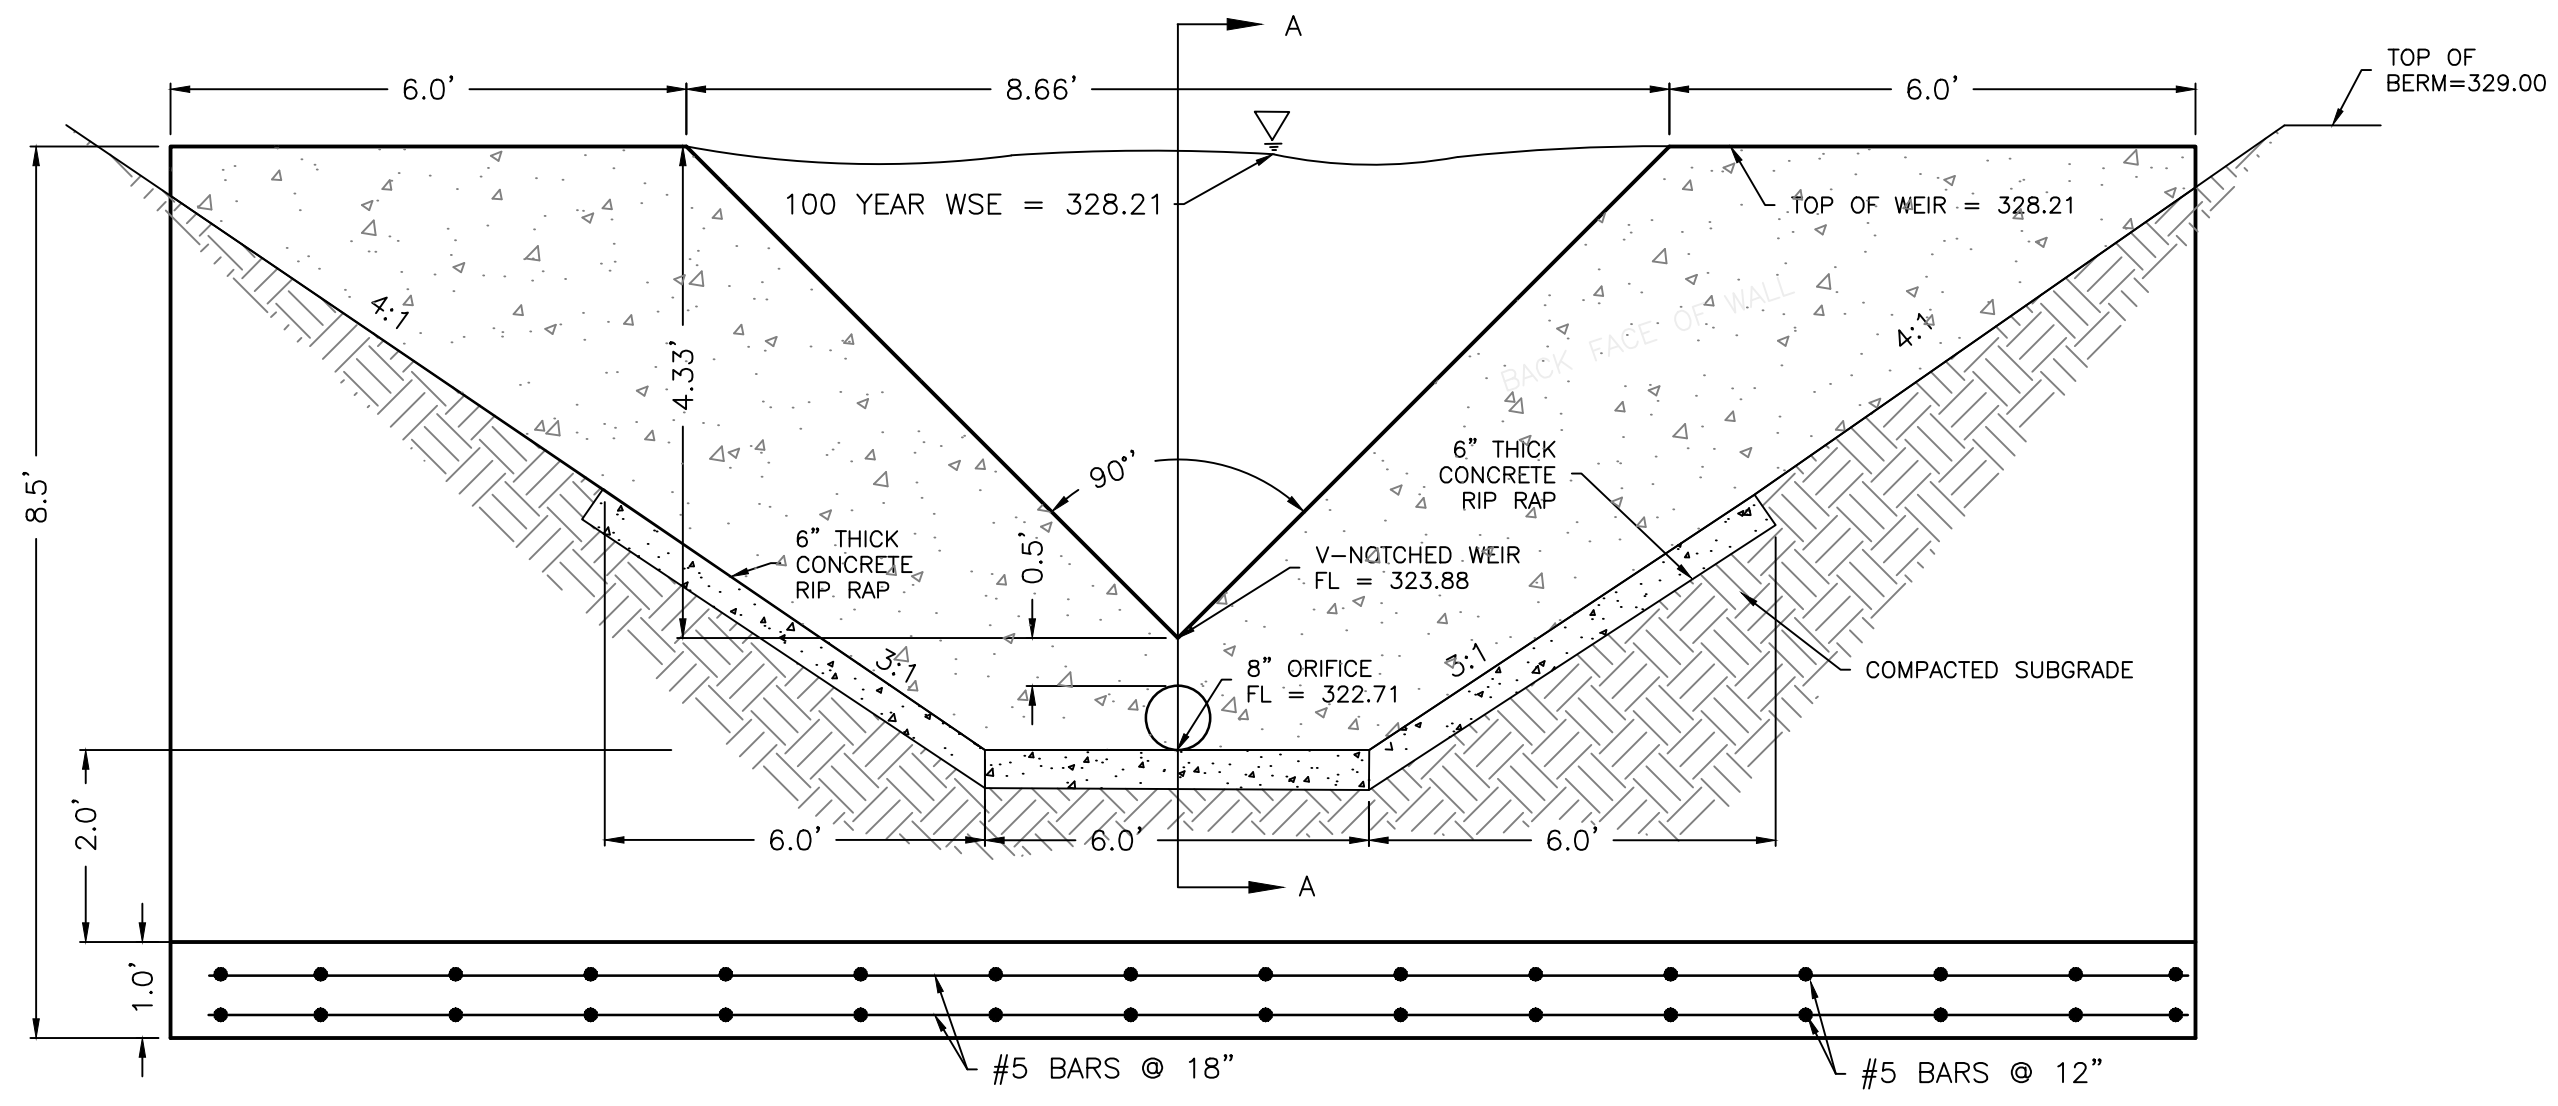 A
TOP OF
BERM=329.00
6.0'
8.66'
6.0'
100 YEAR WSE = 328.21
TOP OF WEIR = 328.21
BACK FACE OF WALL
4:1
4:1
4.33'
8.5'
90°'
6" THICK
CONCRETE
RIP RAP
6" THICK
CONCRETE
RIP RAP
0.5'
V-NOTCHED WEIR
FL = 323.88
3:1
3:1
8" ORIFICE
FL = 322.71
COMPACTED SUBGRADE
2.0'
6.0'
6.0'
6.0'
A
1.0'
#5 BARS @ 18"
#5 BARS @ 12"